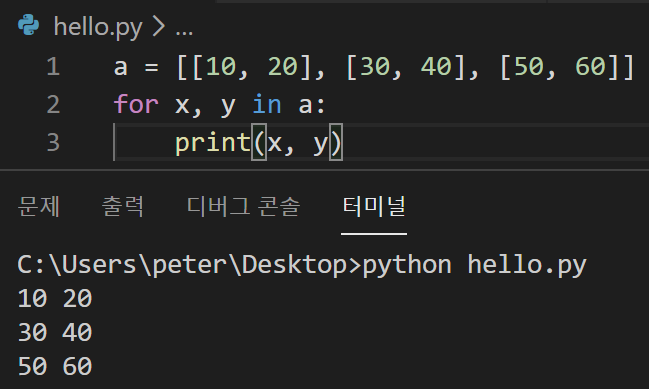 hello.py > ...
1 a = [[10, 20], [30, 40], [50, 60]]
2 for x, y in a:
3     print(x, y)
문제 출력 디버그 콘솔 터미널
C:\Users\peter\Desktop>python hello.py
10 20
30 40
50 60